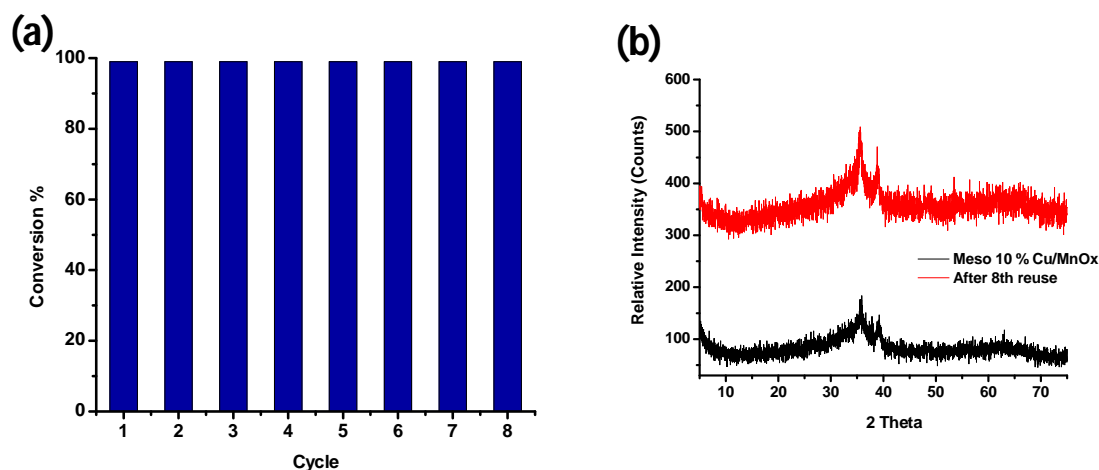 (a)
Conversion %
100
80
60
40
20
0
1 2 3 4 5 6 7 8
Cycle
(b)
Relative Intensity (Counts)
600
500
400
300
200
100
Meso 10 % Cu/MnOx
After 8th reuse
10 20 30 40 50 60 70
2 Theta